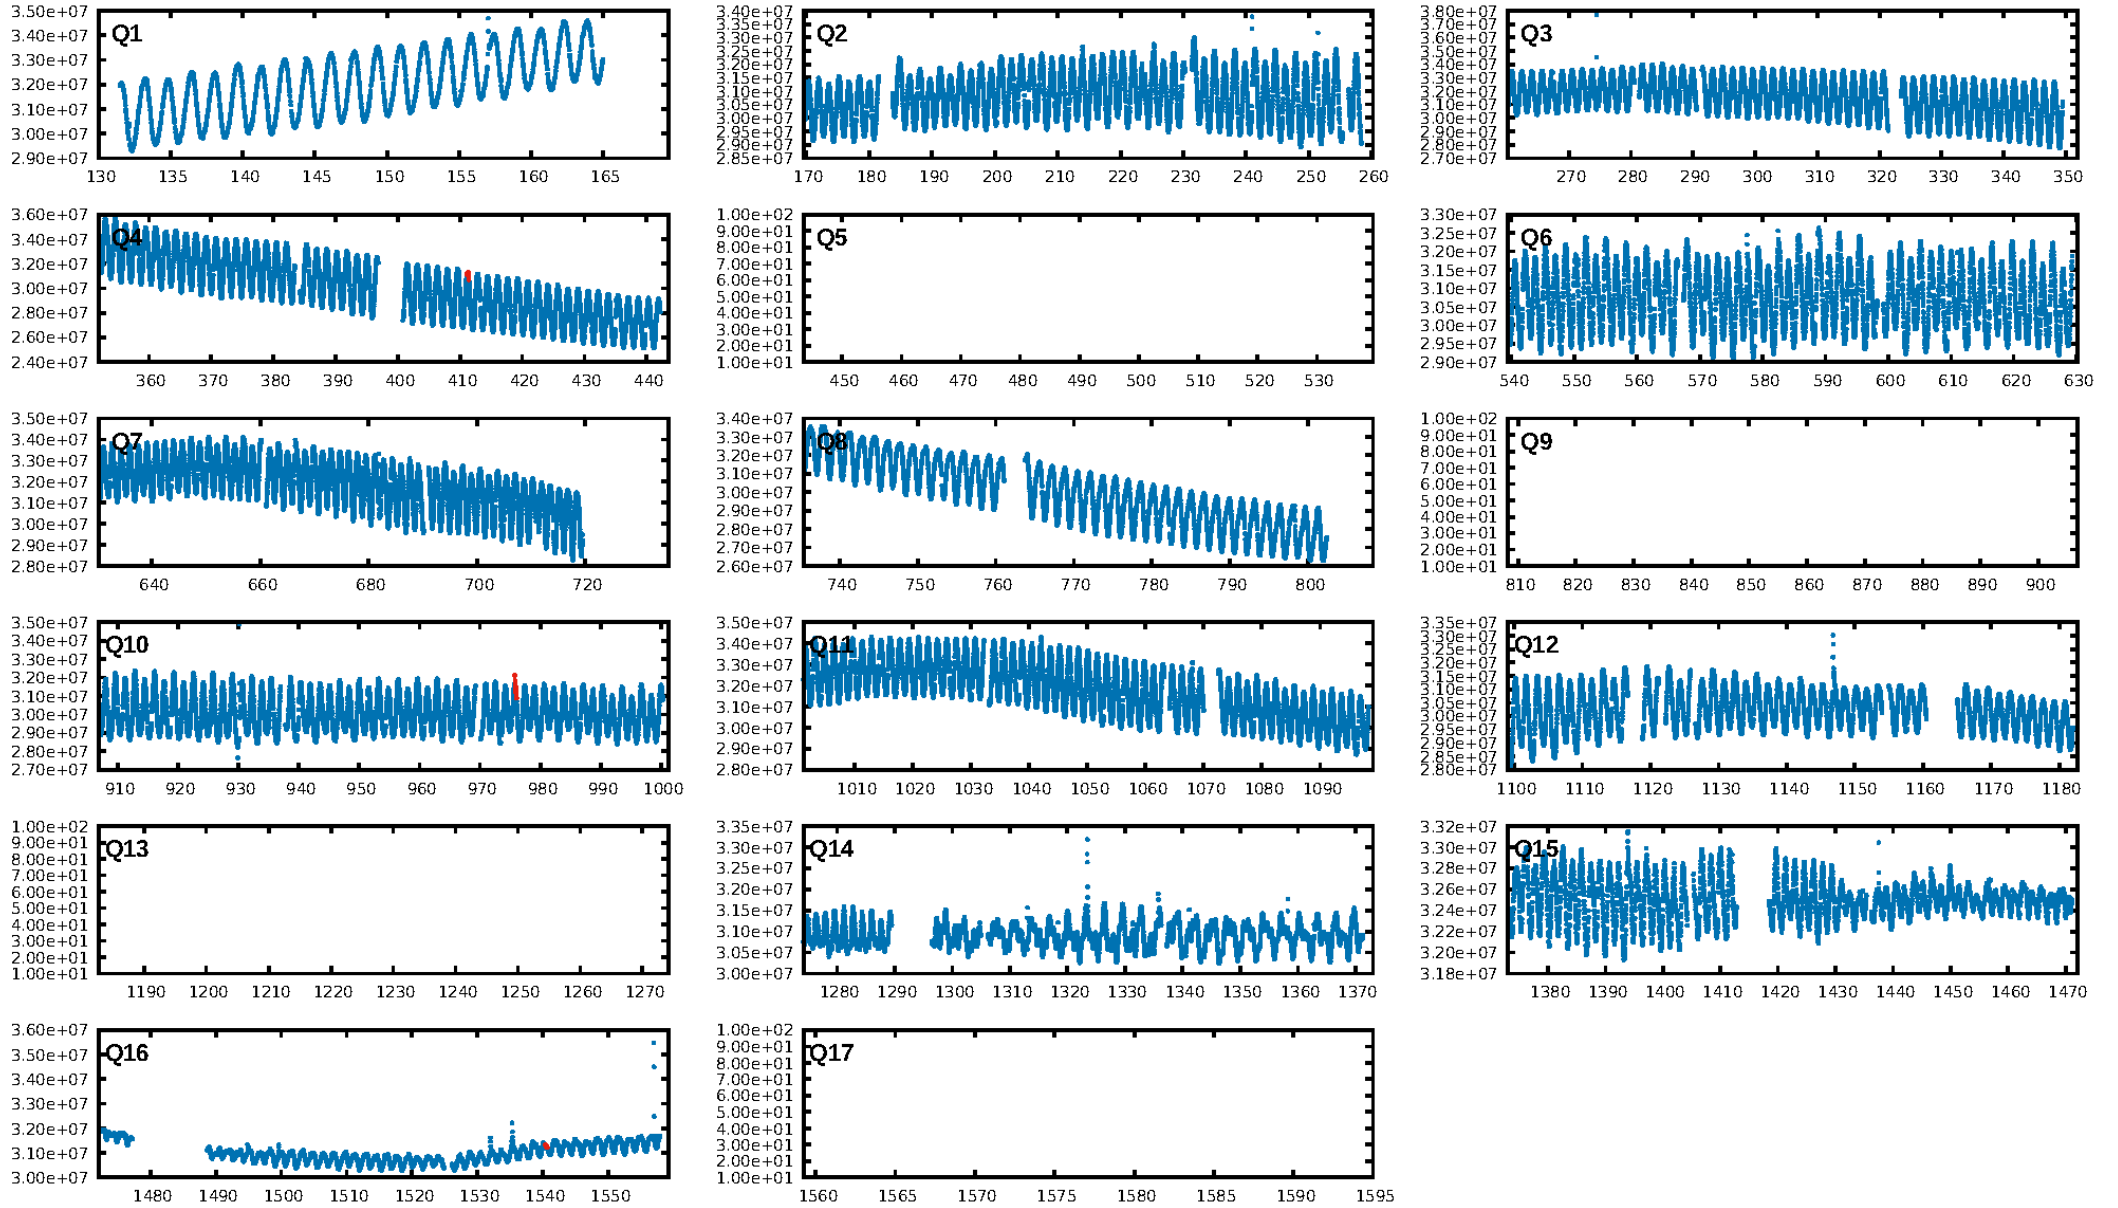 3.50e+07
3.40e+07
3.30e+07
3.20e+07
3.10e+07
3.00e+07
2.90e+07
Q1
130 135 140 145 150 155 160 165
3.40e+07
3.35e+07
3.30e+07
3.25e+07
3.20e+07
3.15e+07
3.10e+07
3.05e+07
3.00e+07
2.95e+07
2.90e+07
2.85e+07
Q2
170 180 190 200 210 220 230 240 250 260
3.80e+07
3.70e+07
3.60e+07
3.50e+07
3.40e+07
3.30e+07
3.20e+07
3.10e+07
3.00e+07
2.90e+07
2.80e+07
2.70e+07
Q3
270 280 290 300 310 320 330 340 350
3.60e+07
3.40e+07
3.20e+07
3.00e+07
2.80e+07
2.60e+07
2.40e+07
Q4
360 370 380 390 400 410 420 430 440
1.00e+02
9.00e+01
8.00e+01
7.00e+01
6.00e+01
5.00e+01
4.00e+01
3.00e+01
2.00e+01
1.00e+01
Q5
450 460 470 480 490 500 510 520 530
3.30e+07
3.25e+07
3.20e+07
3.15e+07
3.10e+07
3.05e+07
3.00e+07
2.95e+07
2.90e+07
Q6
540 550 560 570 580 590 600 610 620 630
3.50e+07
3.40e+07
3.30e+07
3.20e+07
3.10e+07
3.00e+07
2.90e+07
2.80e+07
Q7
640 660 680 700 720
3.40e+07
3.30e+07
3.20e+07
3.10e+07
3.00e+07
2.90e+07
2.80e+07
2.70e+07
2.60e+07
Q8
740 750 760 770 780 790 800
1.00e+02
9.00e+01
8.00e+01
7.00e+01
6.00e+01
5.00e+01
4.00e+01
3.00e+01
2.00e+01
1.00e+01
Q9
810 820 830 840 850 860 870 880 890 900
3.50e+07
3.40e+07
3.30e+07
3.20e+07
3.10e+07
3.00e+07
2.90e+07
2.80e+07
2.70e+07
Q10
910 920 930 940 950 960 970 980 990 1000
3.50e+07
3.40e+07
3.30e+07
3.20e+07
3.10e+07
3.00e+07
2.90e+07
2.80e+07
Q11
1010 1020 1030 1040 1050 1060 1070 1080 1090
3.35e+07
3.30e+07
3.25e+07
3.20e+07
3.15e+07
3.10e+07
3.05e+07
3.00e+07
2.95e+07
2.90e+07
2.85e+07
2.80e+07
Q12
1100 1110 1120 1130 1140 1150 1160 1170 1180
1.00e+02
9.00e+01
8.00e+01
7.00e+01
6.00e+01
5.00e+01
4.00e+01
3.00e+01
2.00e+01
1.00e+01
Q13
1190 1200 1210 1220 1230 1240 1250 1260 1270
3.35e+07
3.30e+07
3.25e+07
3.20e+07
3.15e+07
3.10e+07
3.05e+07
3.00e+07
Q14
1280 1290 1300 1310 1320 1330 1340 1350 1360 1370
3.32e+07
3.30e+07
3.28e+07
3.26e+07
3.24e+07
3.22e+07
3.20e+07
3.18e+07
Q15
1380 1390 1400 1410 1420 1430 1440 1450 1460 1470
3.60e+07
3.50e+07
3.40e+07
3.30e+07
3.20e+07
3.10e+07
3.00e+07
Q16
1480 1490 1500 1510 1520 1530 1540 1550
1.00e+02
9.00e+01
8.00e+01
7.00e+01
6.00e+01
5.00e+01
4.00e+01
3.00e+01
2.00e+01
1.00e+01
Q17
1560 1565 1570 1575 1580 1585 1590 1595